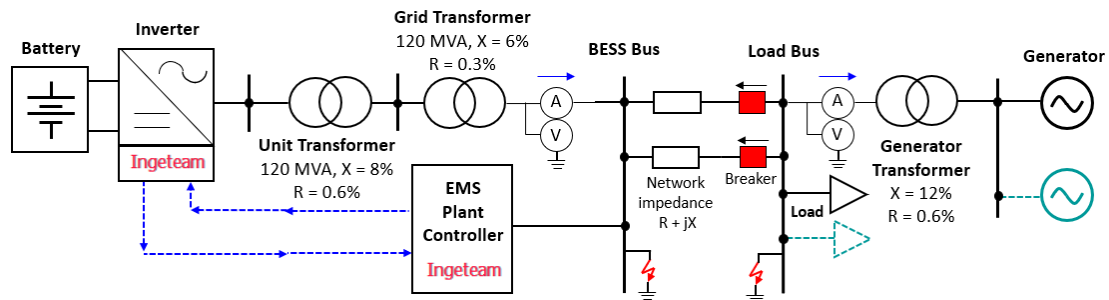 Battery
Inverter
Ingeteam
Unit Transformer
120 MVA, X = 8%
R = 0.6%
Grid Transformer
120 MVA, X = 6%
R = 0.3%
A
V
EMS
Plant
Controller
Ingeteam
BESS Bus
Network
impedance
R + jX
Breaker
Load Bus
Load
A
V
Generator
Transformer
X = 12%
R = 0.6%
Generator